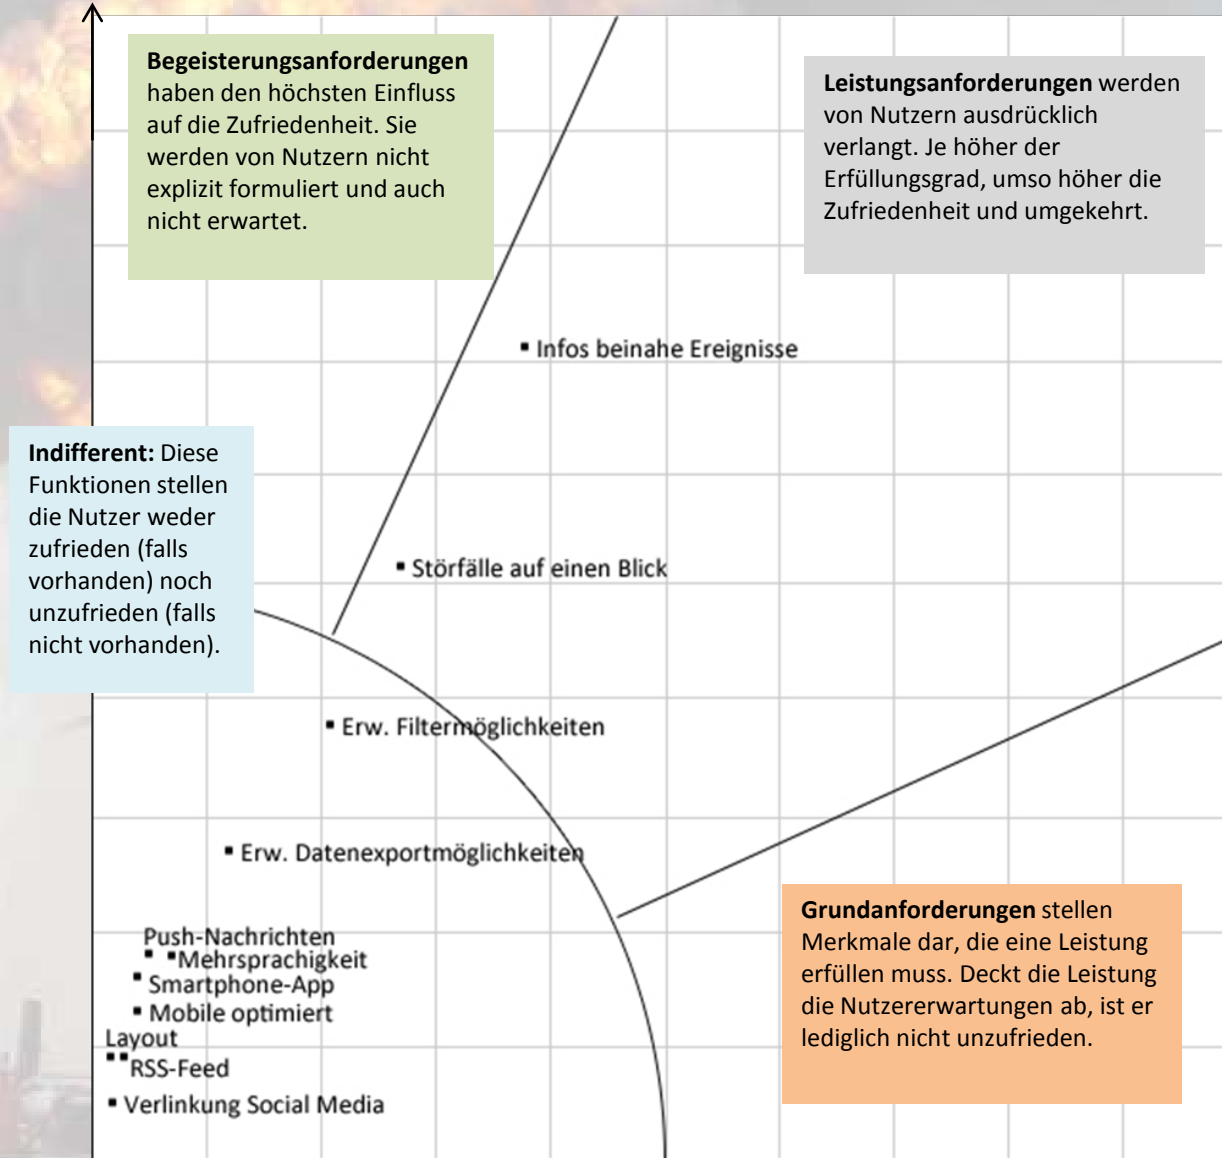 Begeisterungsanforderungen
haben den höchsten Einfluss
auf die Zufriedenheit. Sie
werden von Nutzern nicht
explizit formuliert und auch
nicht erwartet.
Leistungsanforderungen werden
von Nutzern ausdrücklich
verlangt. Je höher der
Erfüllungsgrad, umso höher die
Zufriedenheit und umgekehrt.
Infos beinahe Ereignisse
Indifferent: Diese
Funktionen stellen
die Nutzer weder
zufrieden (falls
vorhanden) noch
unzufrieden (falls
nicht vorhanden).
Störfälle auf einen Blick
Erw. Filtermöglichkeiten
Erw. Datenexportmöglichkeiten
Push-Nachrichten
Mehrsprachigkeit
Smartphone-App
Mobile optimiert
Layout
RSS-Feed
Verlinkung Social Media
Grundanforderungen stellen
Merkmale dar, die eine Leistung
erfüllen muss. Deckt die Leistung
die Nutzererwartungen ab, ist er
lediglich nicht unzufrieden.